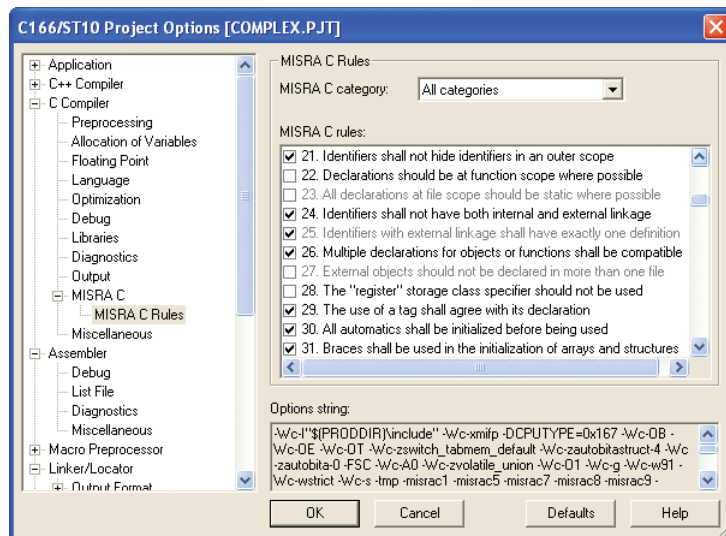 C166/ST10 Project Options [COMPLEX.PJT]
Application
C++ Compiler
C Compiler
Preprocessing
Allocation of Variables
Floating Point
Language
Optimization
Debug
Libraries
Diagnostics
Output
MISRA C
MISRA C Rules
Miscellaneous
Assembler
Debug
List File
Diagnostics
Miscellaneous
Macro Preprocessor
Linker/Locator
Output Format
MISRA C Rules
MISRA C category: All categories
MISRA C rules:
21. Identifiers shall not hide identifiers in an outer scope
22. Declarations should be at function scope where possible
23. All declarations at file scope should be static where possible
24. Identifiers shall not have both internal and external linkage
25. Identifiers with external linkage shall have exactly one definition
26. Multiple declarations for objects or functions shall be compatible
27. External objects should not be declared in more than one file
28. The "register" storage class specifier should not be used
29. The use of a tag shall agree with its declaration
30. All automatics shall be initialized before being used
31. Braces shall be used in the initialization of arrays and structures
Options string:
-Wc-I"$(PRODDIR)\include" -Wc-xmifp -DCPUTYPE=0x167 -Wc-OB -
Wc-OE -Wc-OT -Wc-zswitch_tabmem_default -Wc-zautobitastruct-4 -Wc
-zautobita-0 -FSC -Wc-A0 -Wc-zvolatile_union -Wc-O1 -Wc-g -Wc-w91 -
Wc-wstrict -Wc-s -tmp -misrac1 -misrac5 -misrac7 -misrac8 -misrac9 -
OK Cancel Defaults Help